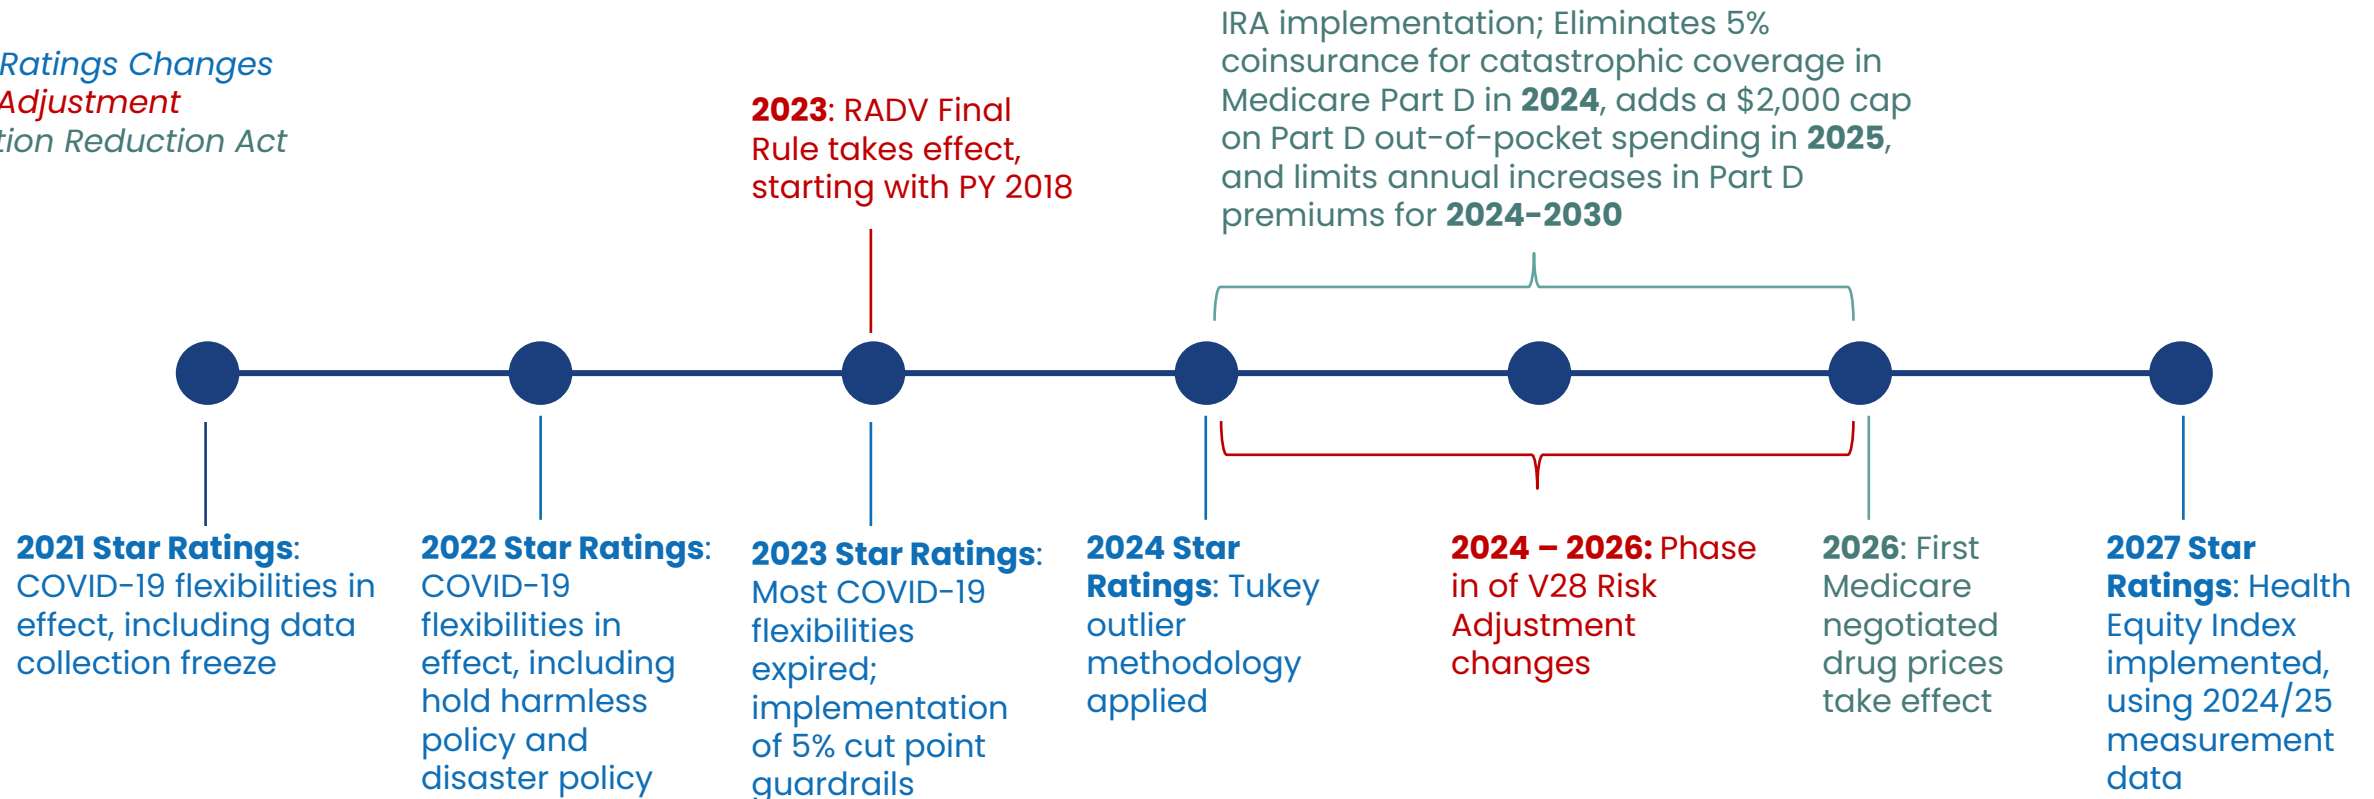 Ratings Changes
Adjustment
tion Reduction Act
2023: RADV Final
Rule takes effect,
starting with PY 2018
IRA implementation; Eliminates 5%
coinsurance for catastrophic coverage in
Medicare Part D in 2024, adds a $2,000 cap
on Part D out-of-pocket spending in 2025,
and limits annual increases in Part D
premiums for 2024-2030
2021 Star Ratings:
COVID-19 flexibilities in
effect, including data
collection freeze
2022 Star Ratings:
COVID-19
flexibilities in
effect, including
hold harmless
policy and
disaster policy
2023 Star Ratings:
Most COVID-19
flexibilities
expired;
implementation
of 5% cut point
guardrails
2024 Star
Ratings: Tukey
outlier
methodology
applied
2024 – 2026: Phase
in of V28 Risk
Adjustment
changes
2026: First
Medicare
negotiated
drug prices
take effect
2027 Star
Ratings: Health
Equity Index
implemented,
using 2024/25
measurement
data